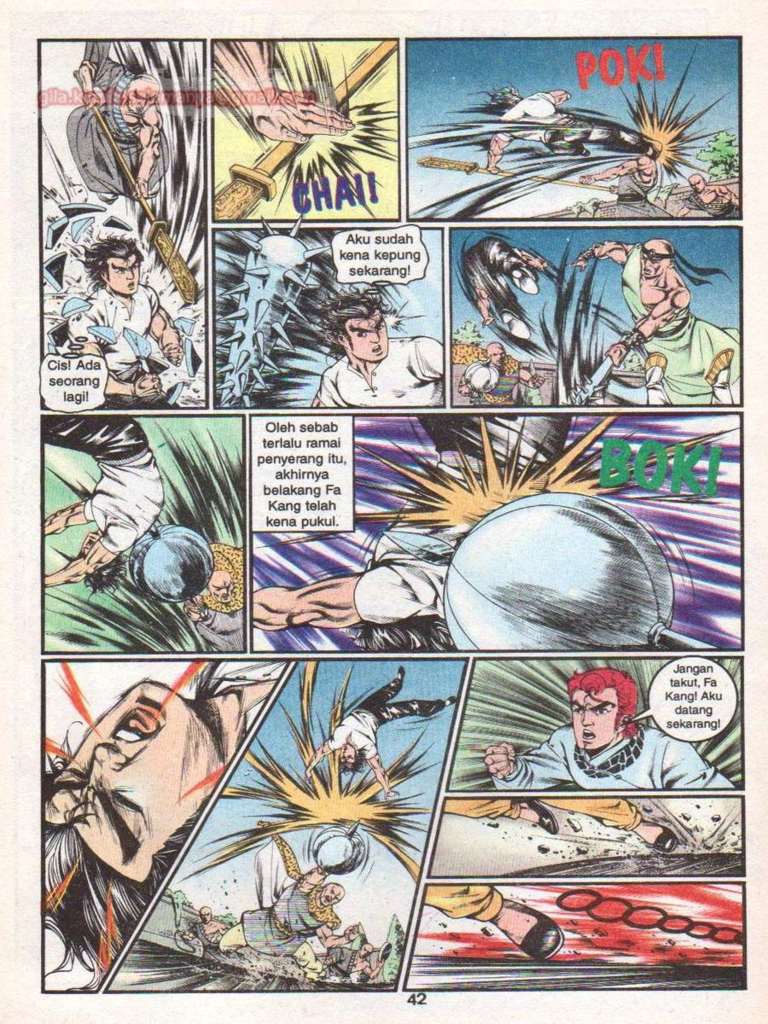 CHAI!
POK!
Cis! Ada
seorang
lagi!
Aku sudah
kena kepung
sekarang!
Oleh sebab
terlalu ramai
penyerang itu,
akhirnya
belakang Fa
Kang telah
kena pukul.
BOK!
Jangan
takut, Fa
Kang! Aku
datang
sekarang!
42